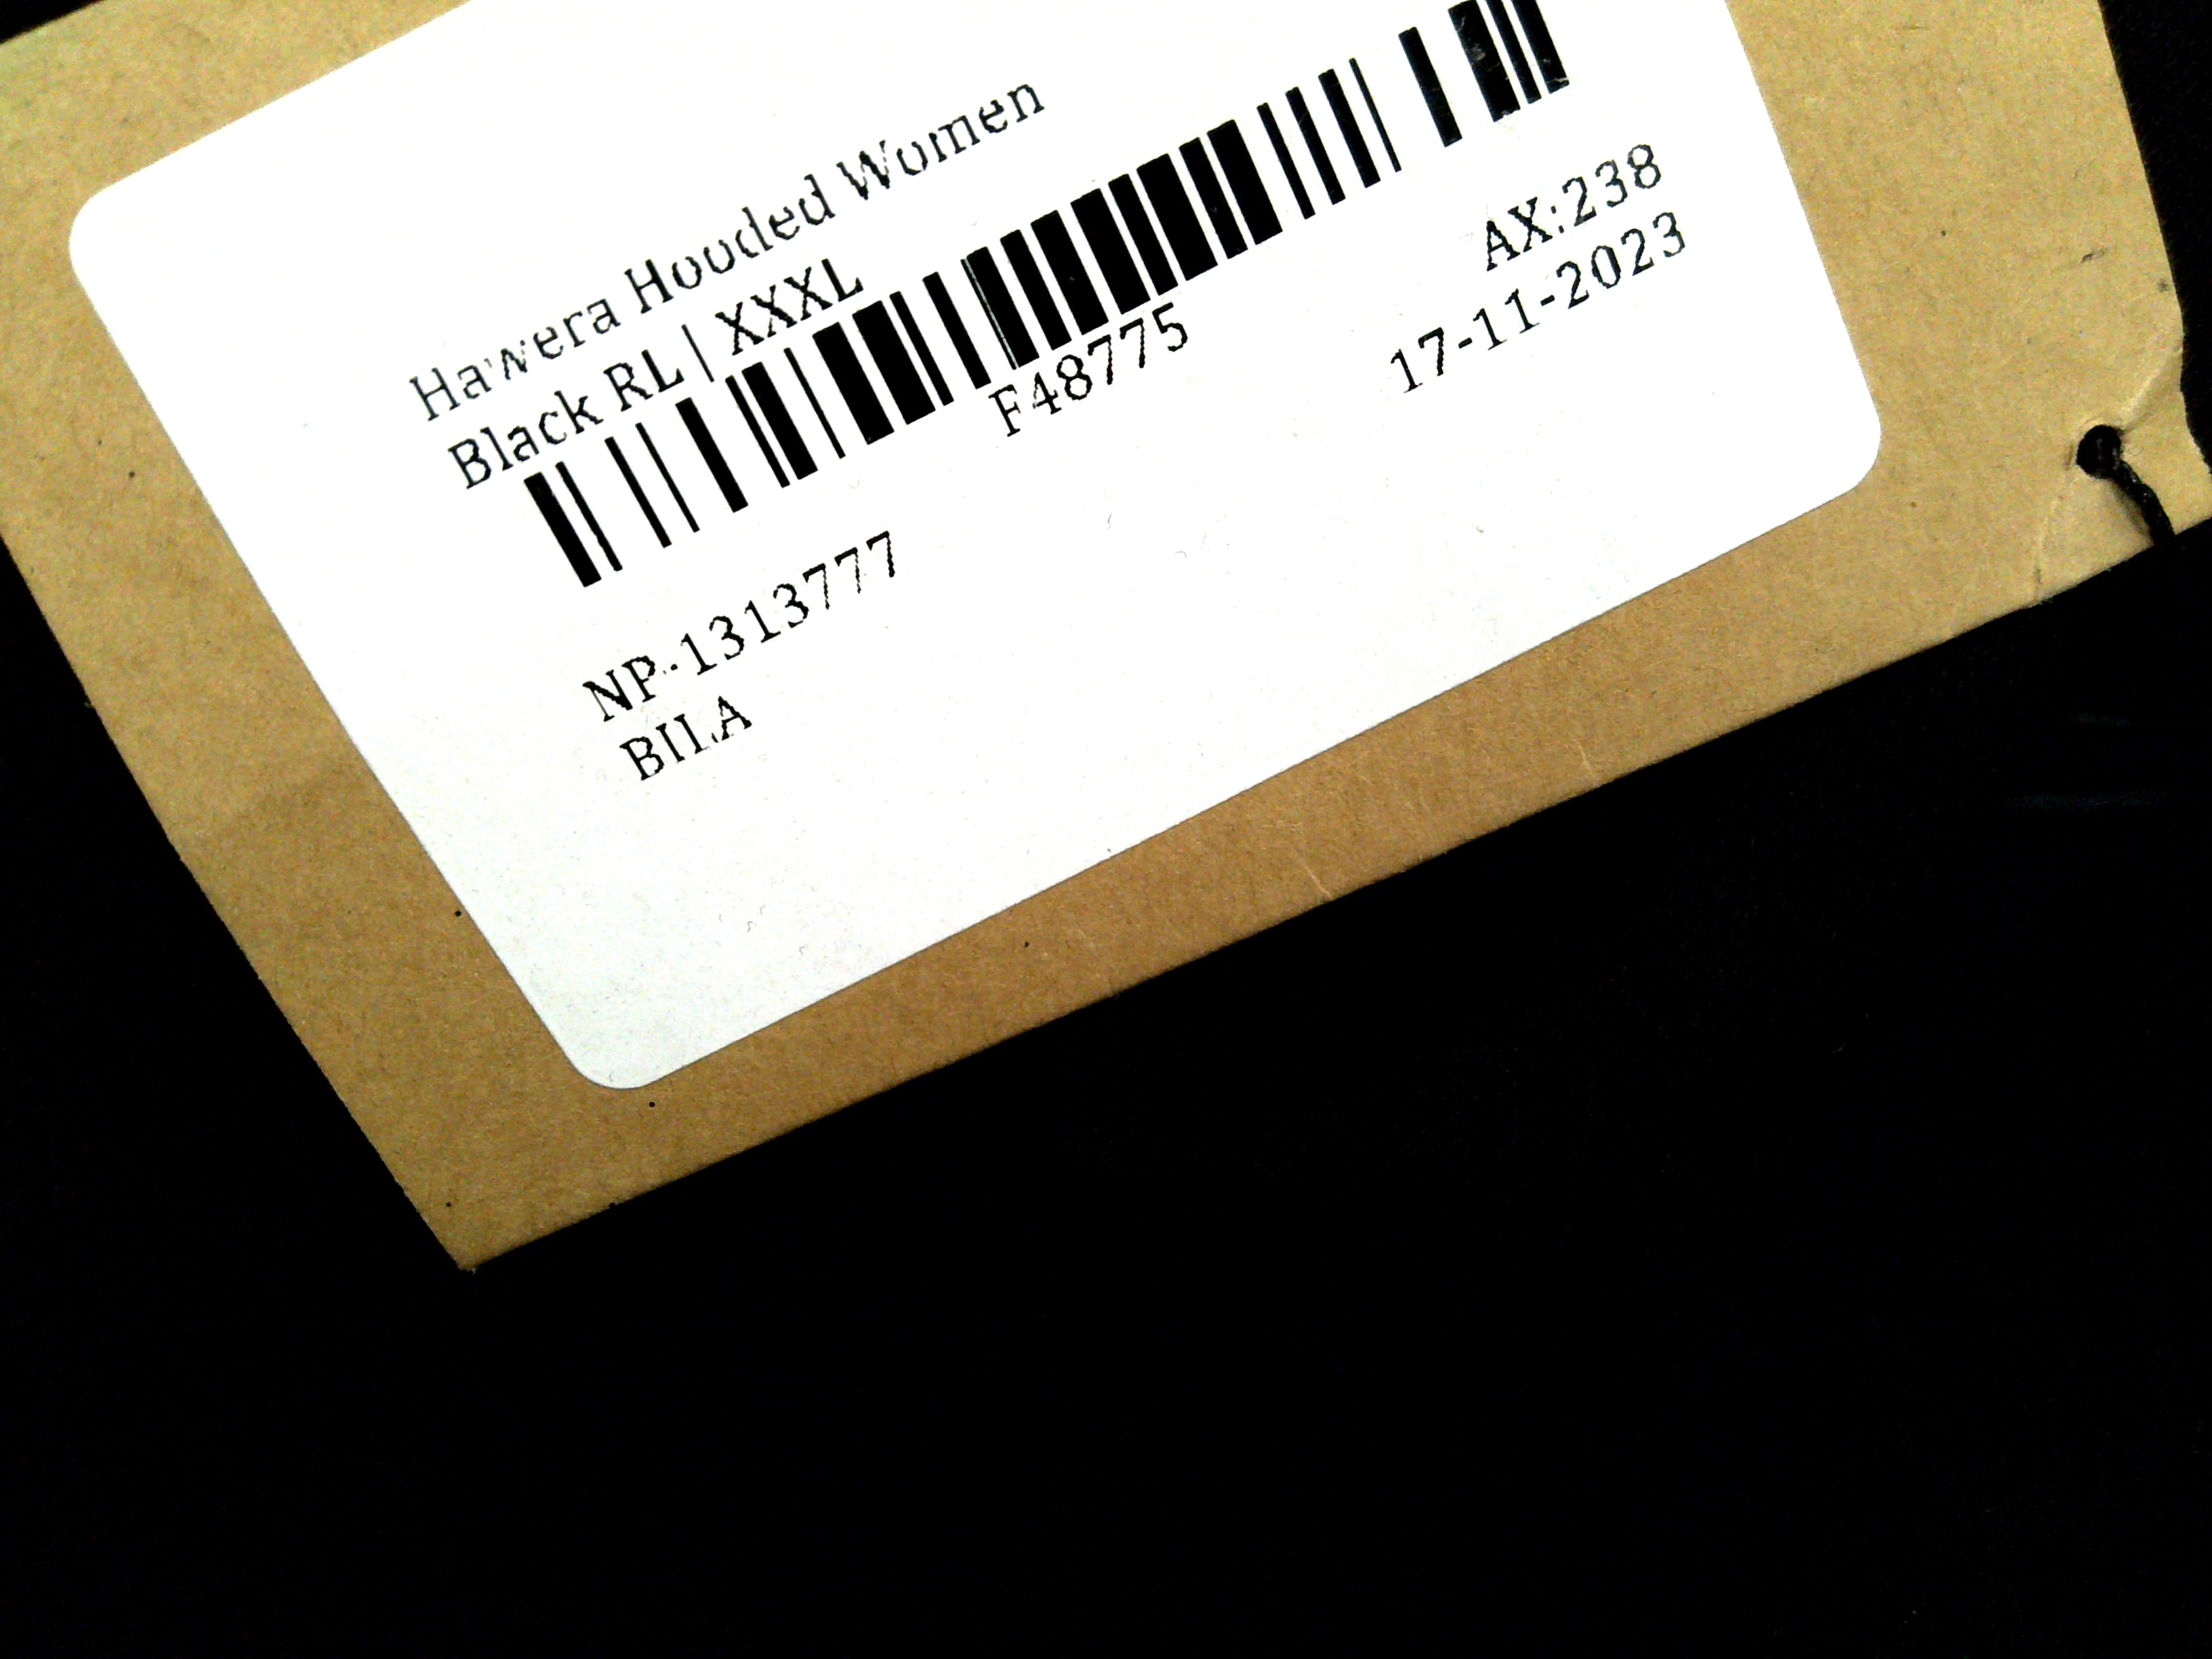 Hawera Hooded Women
Black RL | XXXL
F48775
AX:238
17-11-2023
NP-1313777
BILA